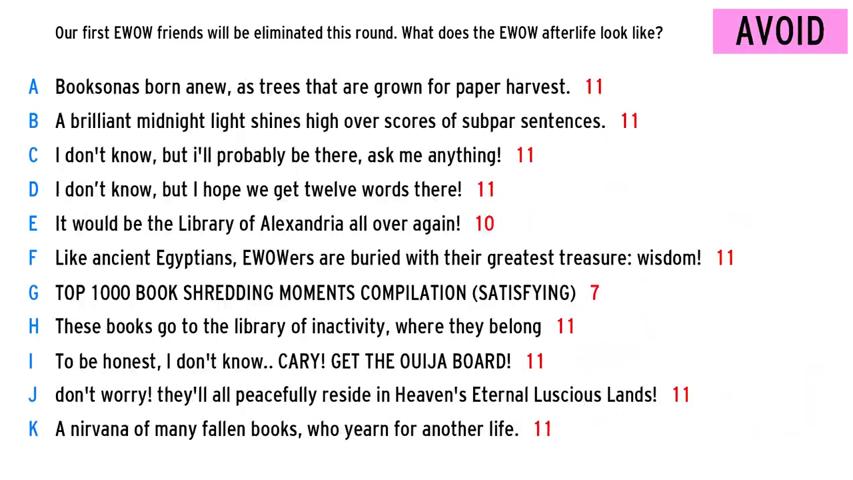 Our first EWOW friends will be eliminated this round. What does the EWOW afterlife look like?
AVOID
A Booksonas born anew, as trees that are grown for paper harvest. 11
B A brilliant midnight light shines high over scores of subpar sentences. 11
C I don't know, but i'll probably be there, ask me anything! 11
D I don’t know, but I hope we get twelve words there! 11
E It would be the Library of Alexandria all over again! 10
F Like ancient Egyptians, EWOWers are buried with their greatest treasure: wisdom! 11
G TOP 1000 BOOK SHREDDING MOMENTS COMPILATION (SATISFYING) 7
H These books go to the library of inactivity, where they belong 11
I To be honest, I don't know.. CARY! GET THE OUIJA BOARD! 11
J don't worry! they'll all peacefully reside in Heaven's Eternal Luscious Lands! 11
K A nirvana of many fallen books, who yearn for another life. 11